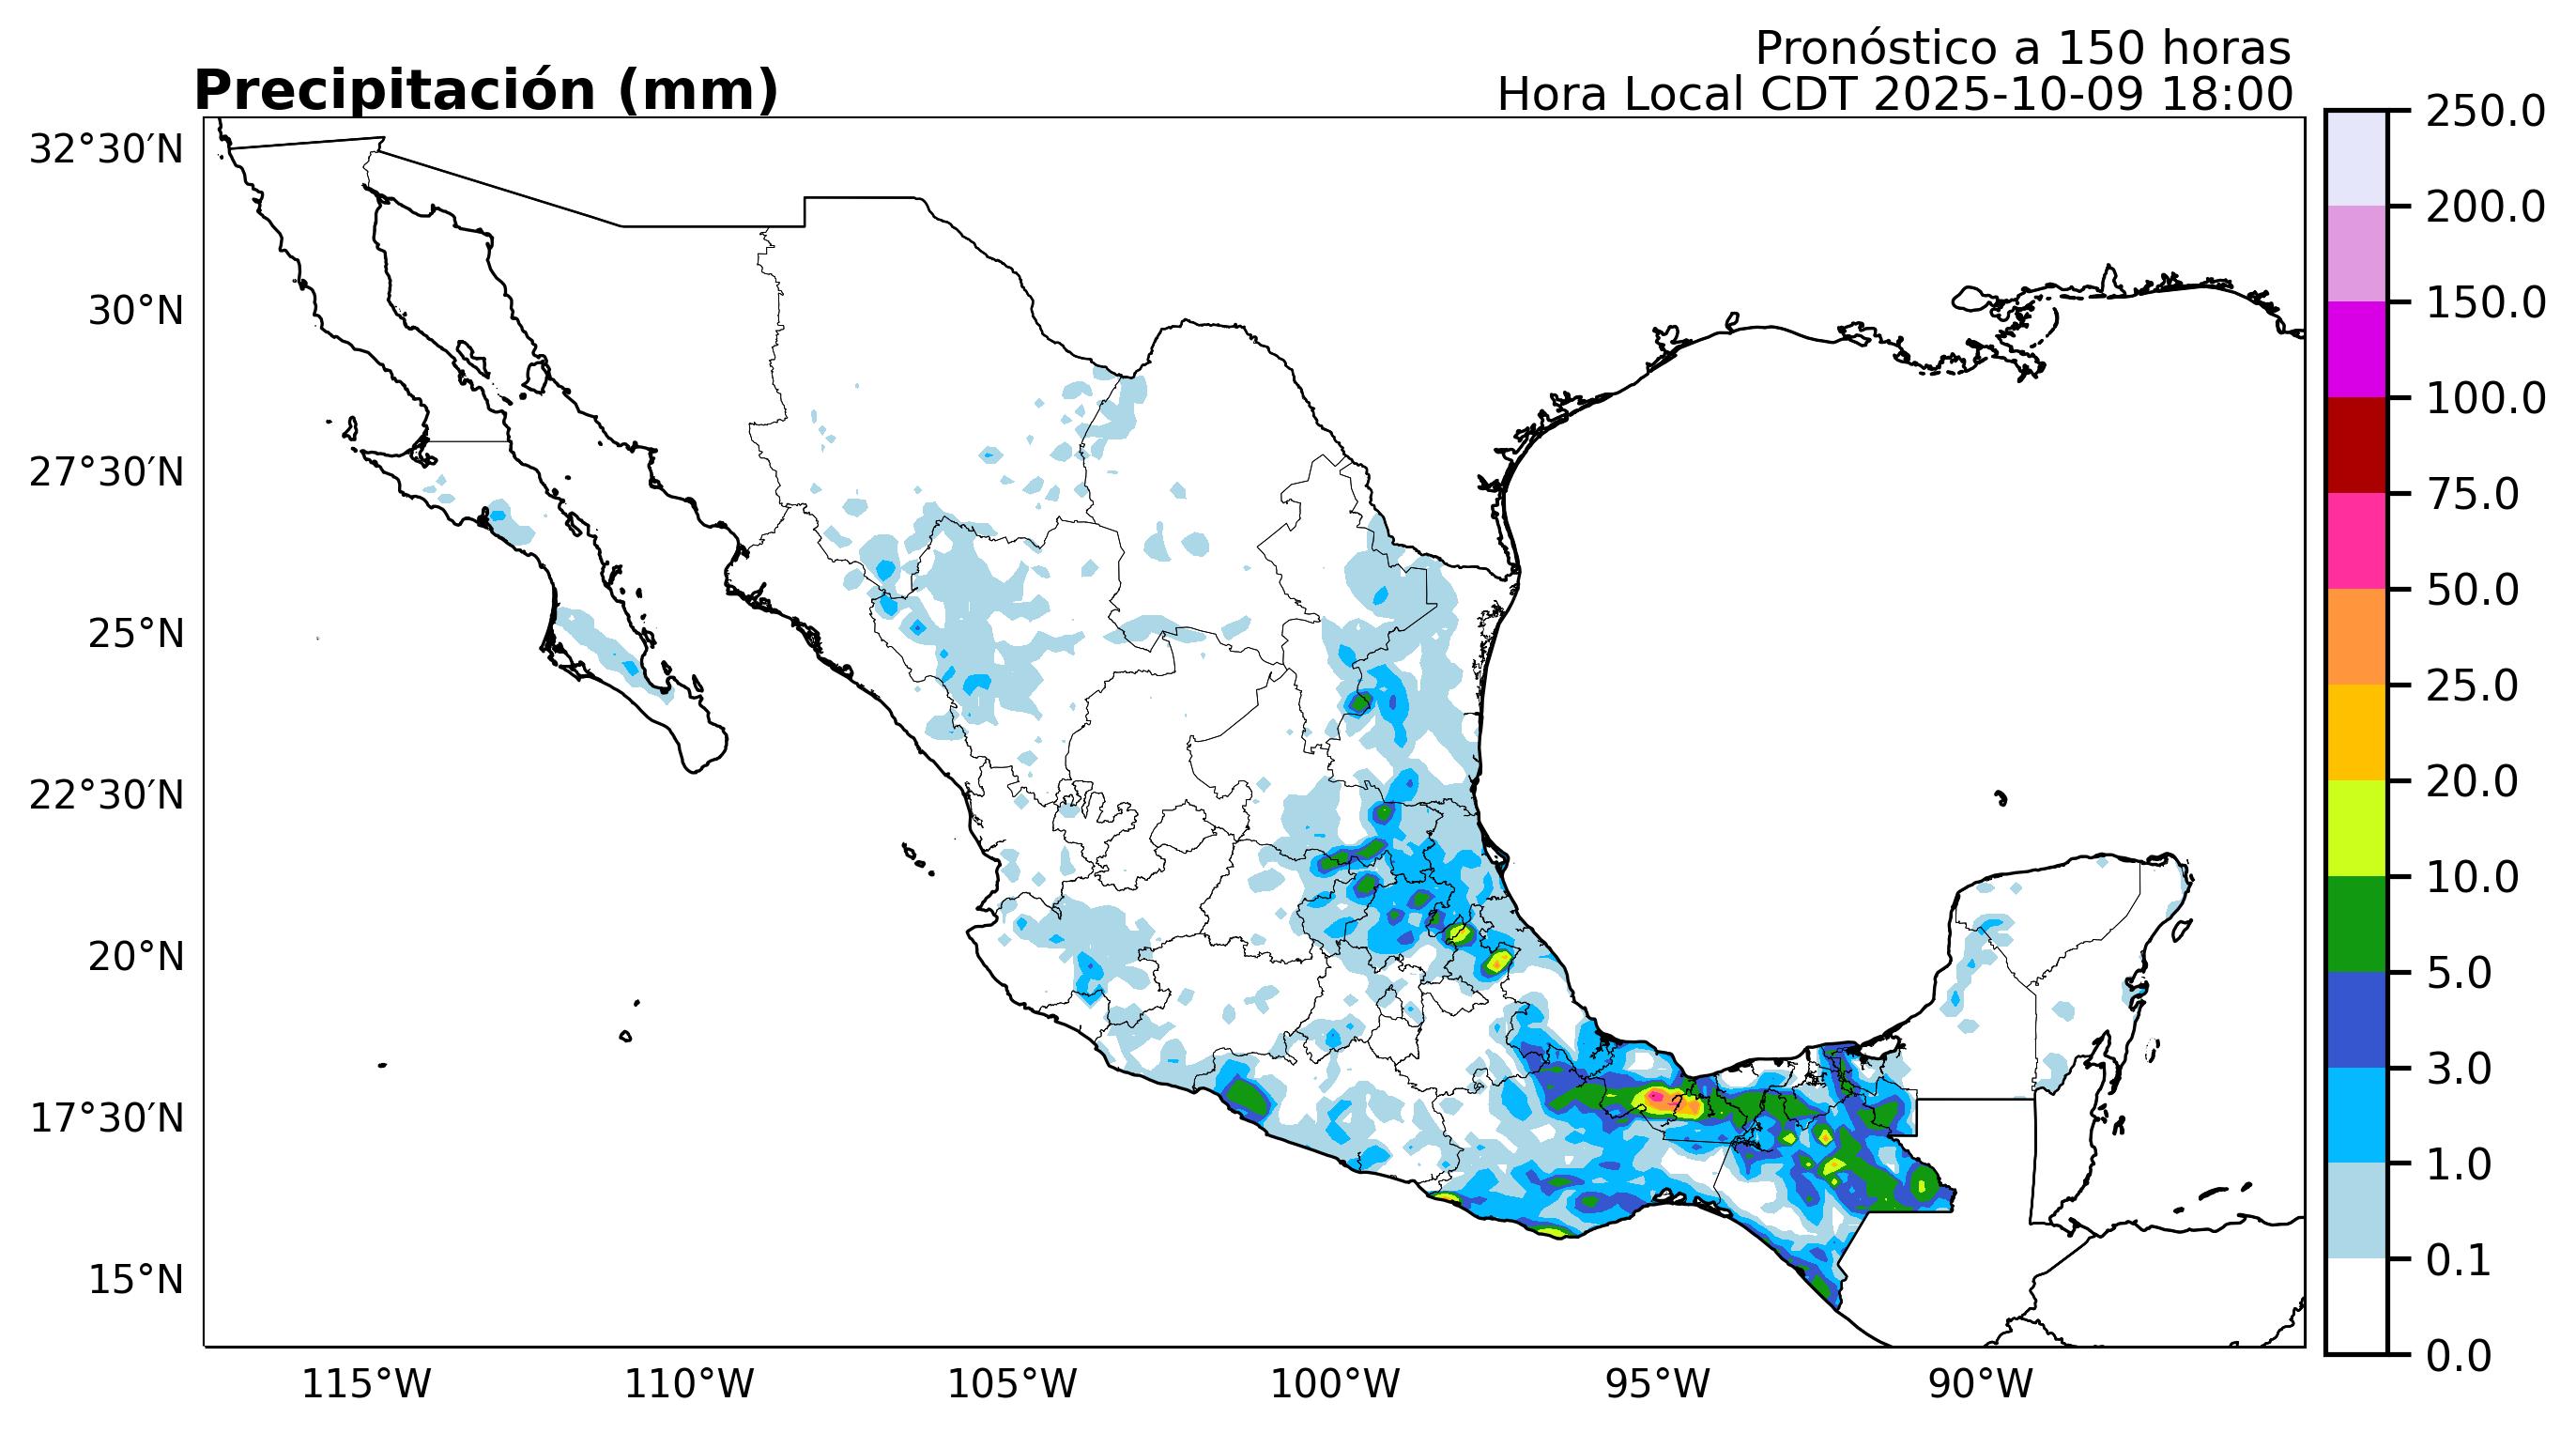 Pronóstico a 150 horas
Precipitación (mm)
Hora Local CDT 2025-10-09 18:00
32°30′N
30°N
27°30′N
25°N
22°30′N
20°N
17°30′N
15°N
115°W
110°W
105°W
100°W
95°W
90°W
250.0
200.0
150.0
100.0
75.0
50.0
25.0
20.0
10.0
5.0
3.0
1.0
0.1
0.0